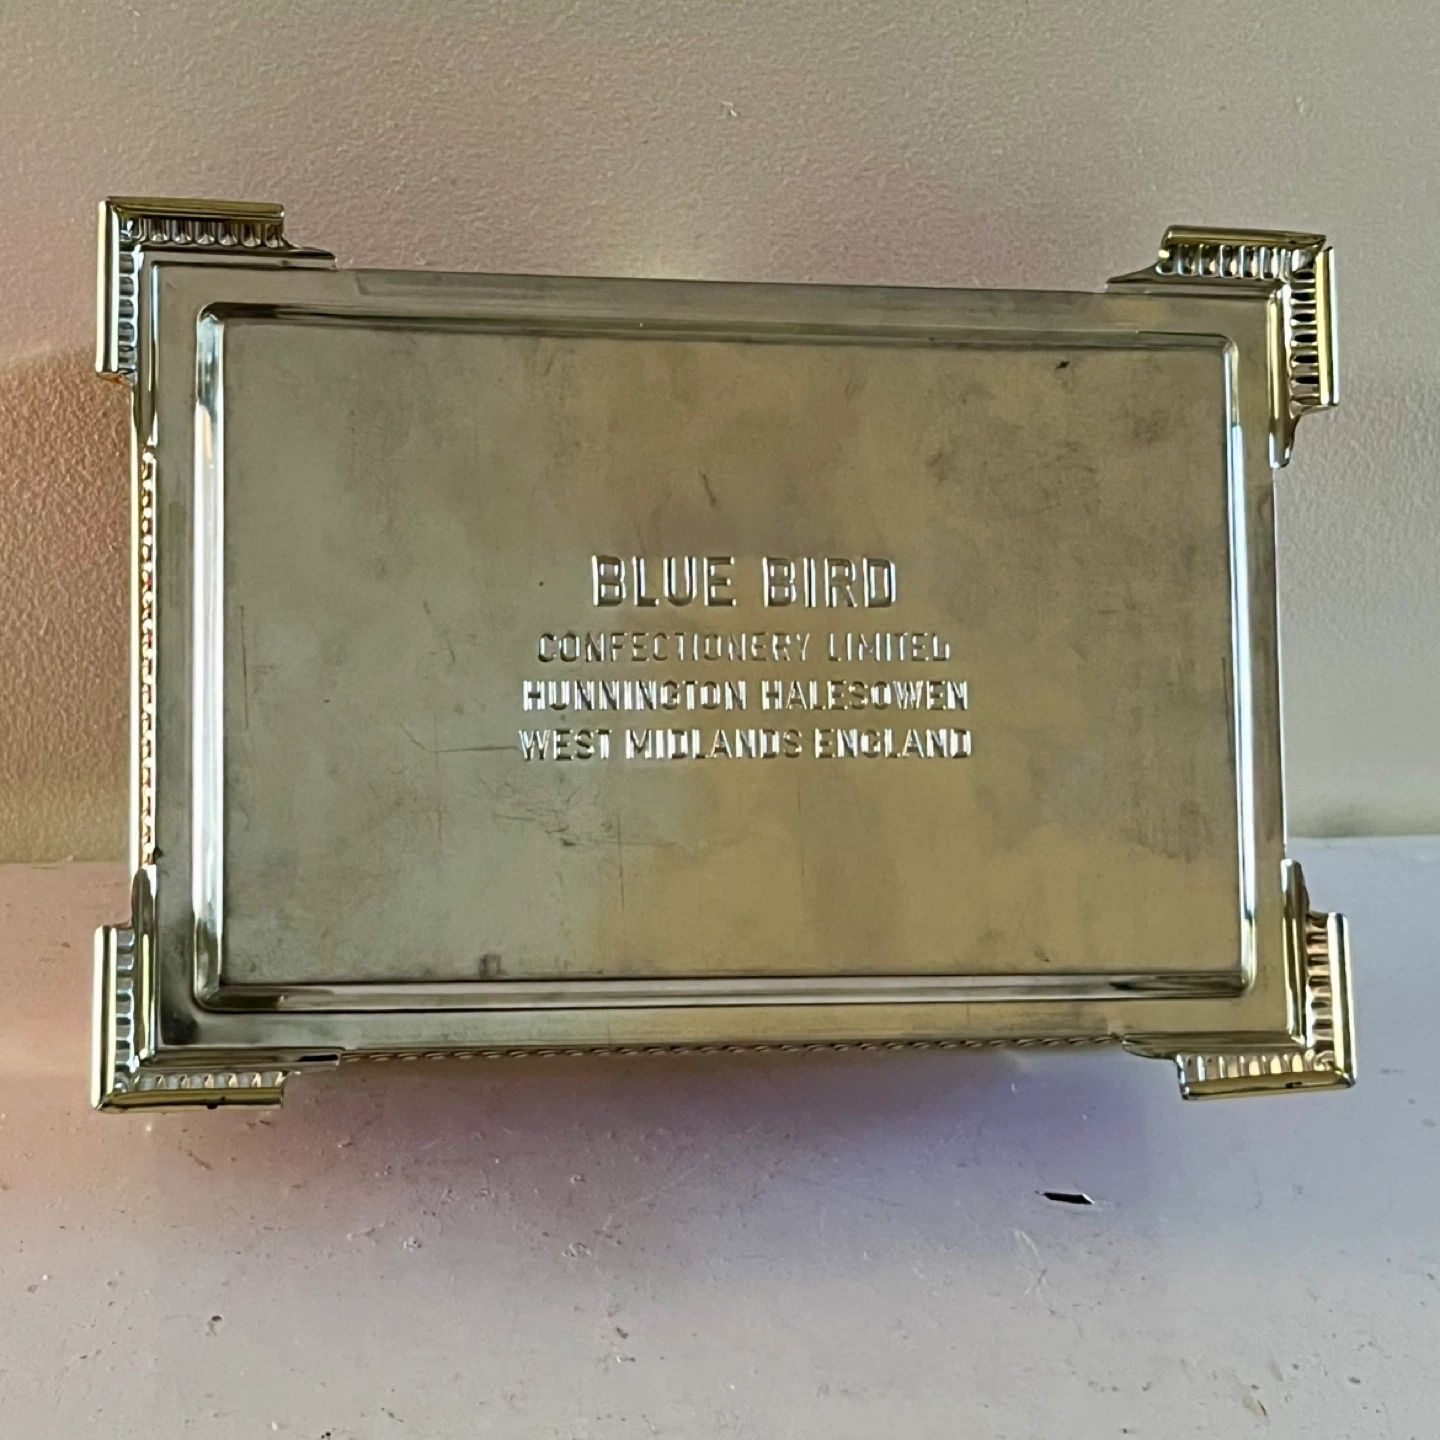 BLUE BIRD
CONFECTIONERY LIMITED
HUNNINGTON HALESOWEN
WEST MIDLANDS ENGLAND